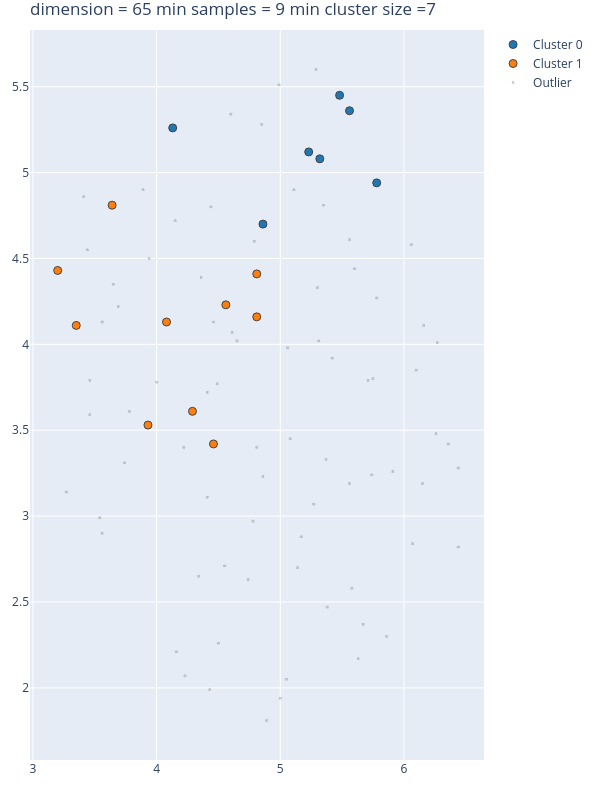 dimension = 65 min samples = 9 min cluster size =7
Cluster 0
Cluster 1
Outlier
5.5
5
4.5
4
3.5
3
2.5
2
3 4 5 6